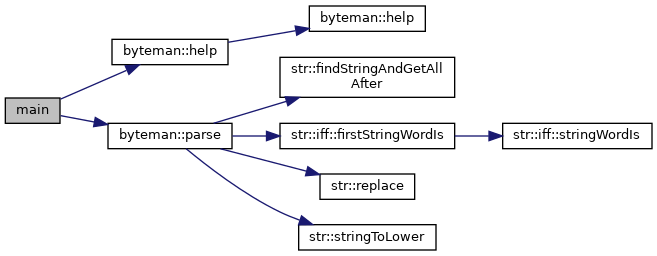 byteman::help
byteman::help
str::findStringAndGetAll
After
main
byteman::parse
str::iff::firstStringWordIs
str::iff::stringWordIs
str::replace
str::stringToLower